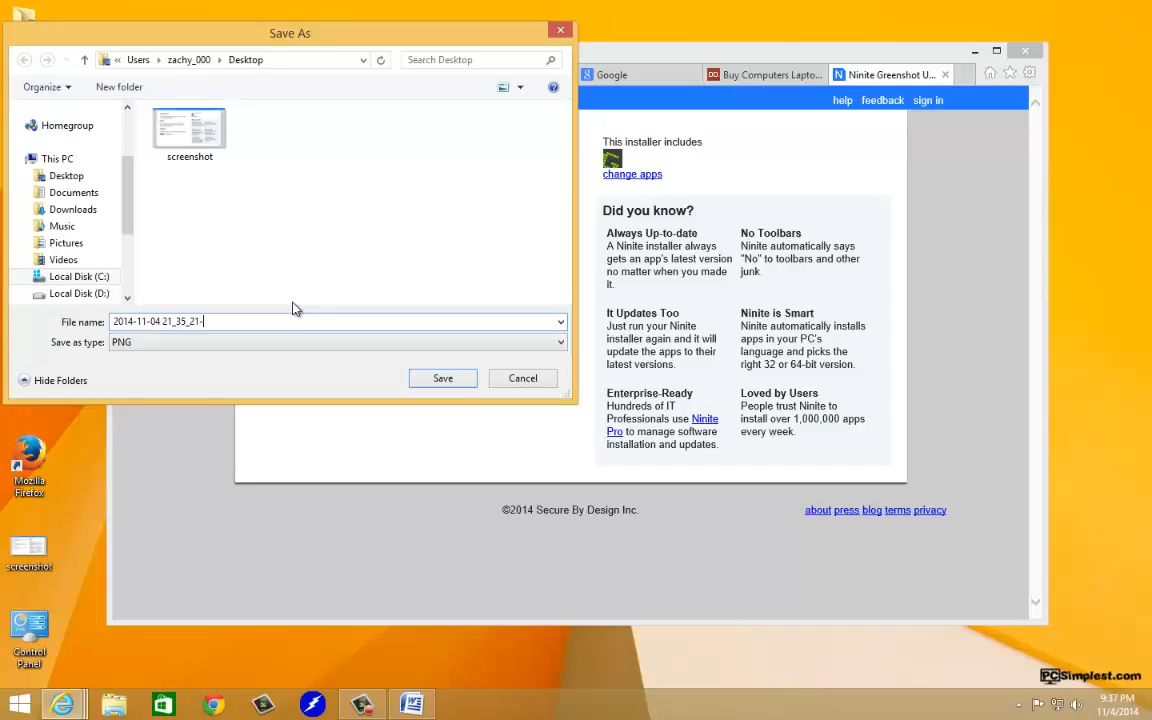 Save As
Users
zachy_000
Desktop
Search Desktop
Organize
New folder
Homegroup
This PC
Desktop
Documents
Downloads
Music
Pictures
Videos
Local Disk (C:)
Local Disk (D:)
screenshot
File name: 2014-11-04 21_35_21-
Save as type: PNG
Hide Folders
Save
Cancel
Google
Buy Computers Lapto...
Ninite Greenshot U...
help feedback sign in
This installer includes
change apps
Did you know?
Always Up-to-date
A Ninite installer always
gets an app's latest version
no matter when you made
it.
No Toolbars
Ninite automatically says
"No" to toolbars and other
junk.
It Updates Too
Just run your Ninite
installer again and it will
update the apps to their
latest versions.
Ninite is Smart
Ninite automatically installs
apps in your PC's
language and picks the
right 32 or 64-bit version.
Enterprise-Ready
Hundreds of IT
Professionals use Ninite
Pro to manage software
installation and updates.
Loved by Users
People trust Ninite to
install over 1,000,000 apps
every week.
©2014 Secure By Design Inc.
about press blog terms privacy
Mozilla
Firefox
screenshot
Control
Panel
PCSimplest.com
9:37 PM
11/4/2014